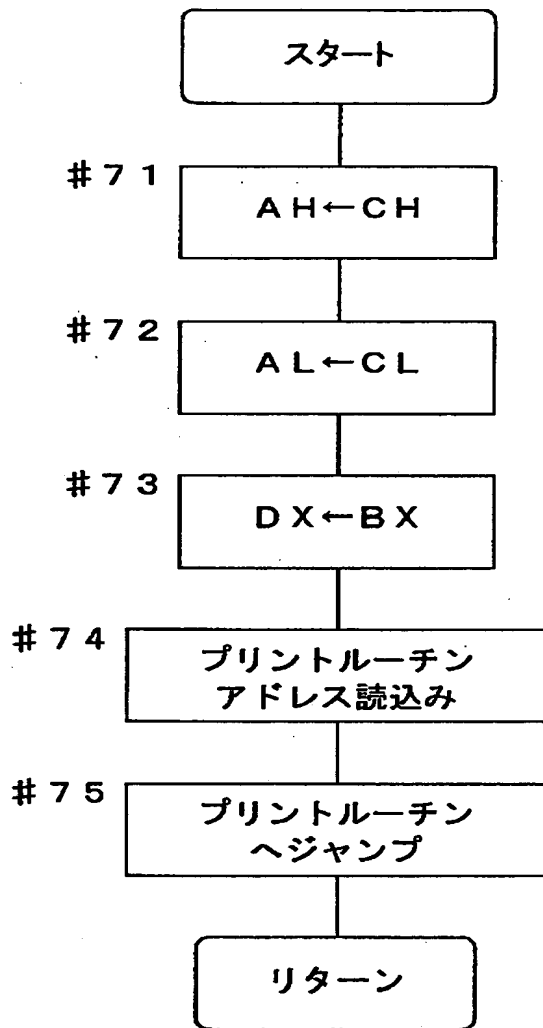 スタート
#71
AH←CH
#72
AL←CL
#73
DX←BX
#74
プリントルーチン
アドレス読込み
#75
プリントルーチン
へジャンプ
リターン